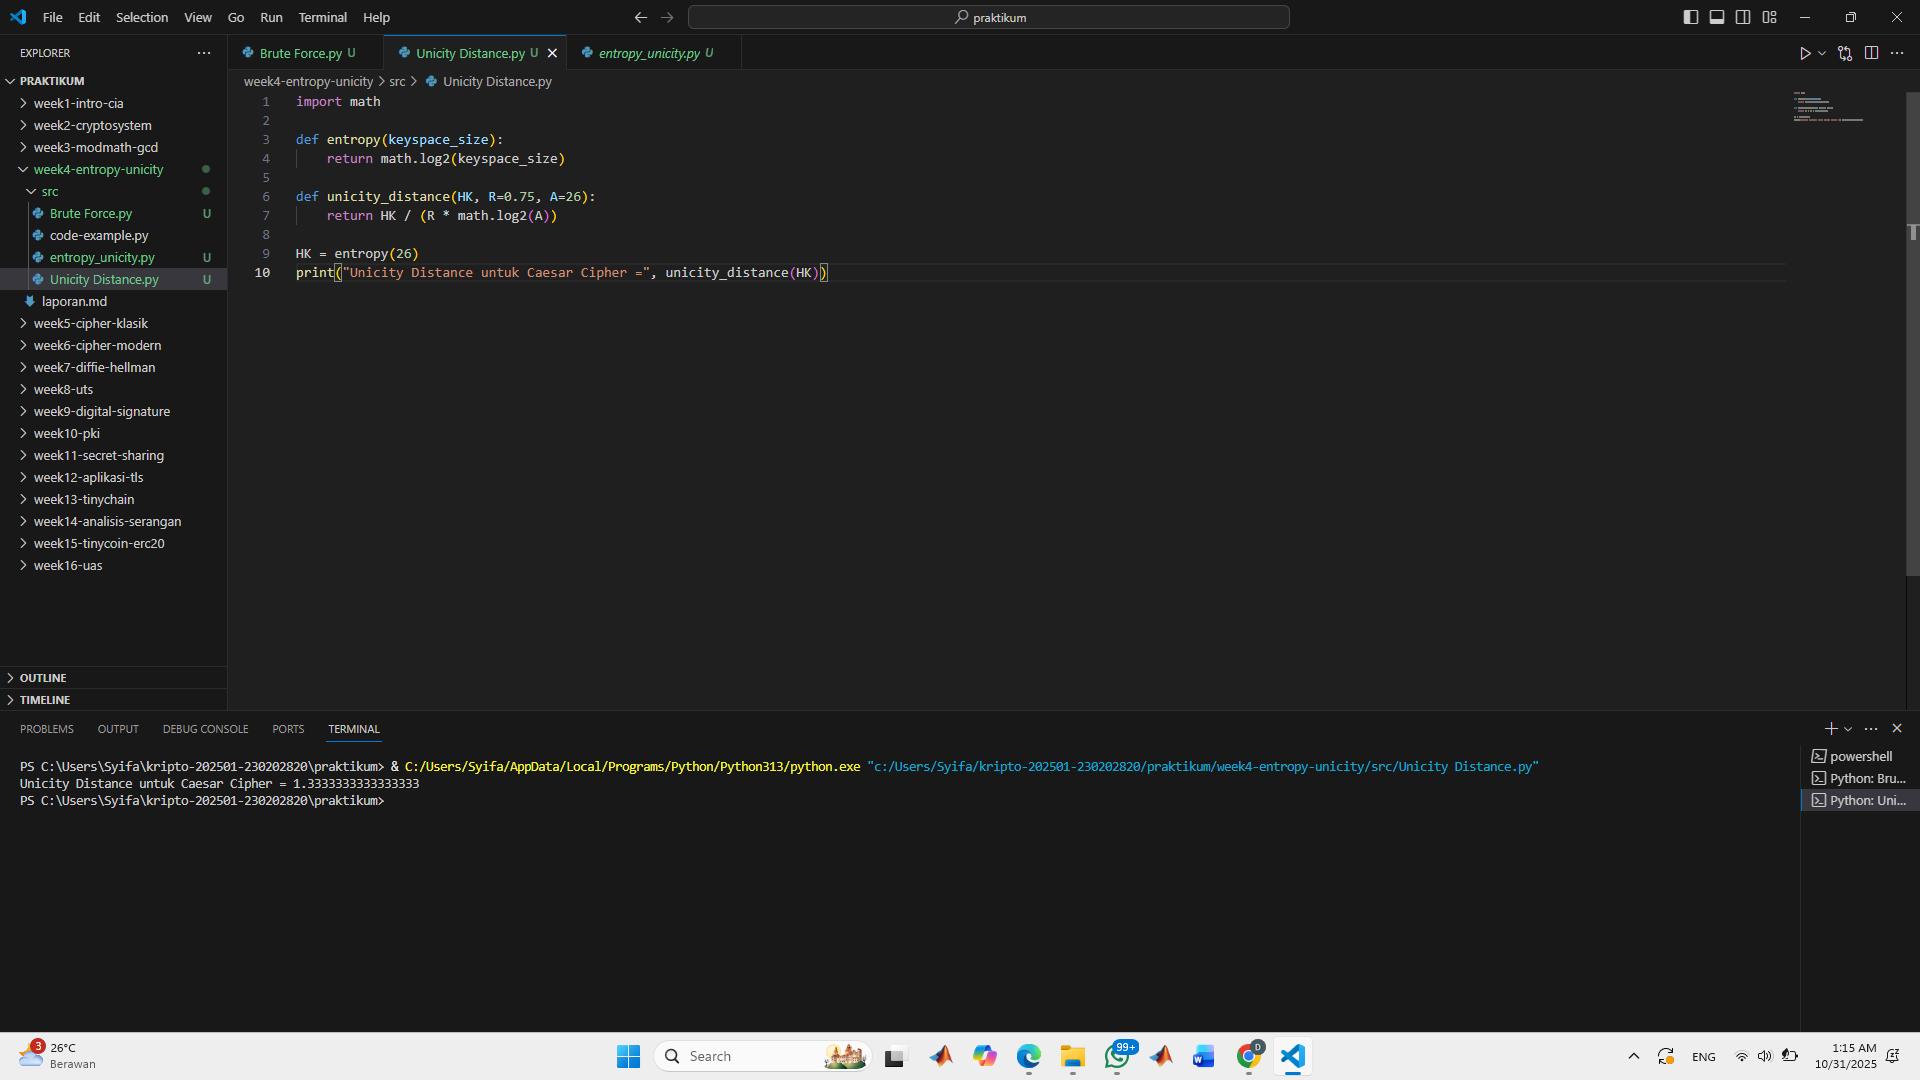 File Edit Selection View Go Run Terminal Help
praktikum
EXPLORER
PRAKTIKUM
week1-intro-cia
week2-cryptosystem
week3-modmath-gcd
week4-entropy-unicity
src
Brute Force.py U
code-example.py
entropy_unicity.py U
Unicity Distance.py U
laporan.md
week5-cipher-klasik
week6-cipher-modern
week7-diffie-hellman
week8-uts
week9-digital-signature
week10-pki
week11-secret-sharing
week12-aplikasi-tls
week13-tinychain
week14-analisis-serangan
week15-tinycoin-erc20
week16-uas
OUTLINE
TIMELINE
Brute Force.py U Unicity Distance.py U entropy_unicity.py U
week4-entropy-unicity > src > Unicity Distance.py
1 import math
2
3 def entropy(keyspace_size):
4     return math.log2(keyspace_size)
5
6 def unicity_distance(HK, R=0.75, A=26):
7     return HK / (R * math.log2(A))
8
9 HK = entropy(26)
10 print("Unicity Distance untuk Caesar Cipher =", unicity_distance(HK))
PROBLEMS OUTPUT DEBUG CONSOLE PORTS TERMINAL
PS C:\Users\Syifa\kripto-202501-230202820\praktikum> & C:/Users/Syifa/AppData/Local/Programs/Python/Python313/python.exe "c:/Users/Syifa/kripto-202501-230202820/praktikum/week4-entropy-unicity/src/Unicity Distance.py"
Unicity Distance untuk Caesar Cipher = 1.3333333333333333
PS C:\Users\Syifa\kripto-202501-230202820\praktikum>
powershell
Python: Bru...
Python: Uni...
3
26°C
Berawan
Search
99+
D
ENG
1:15 AM
10/31/2025